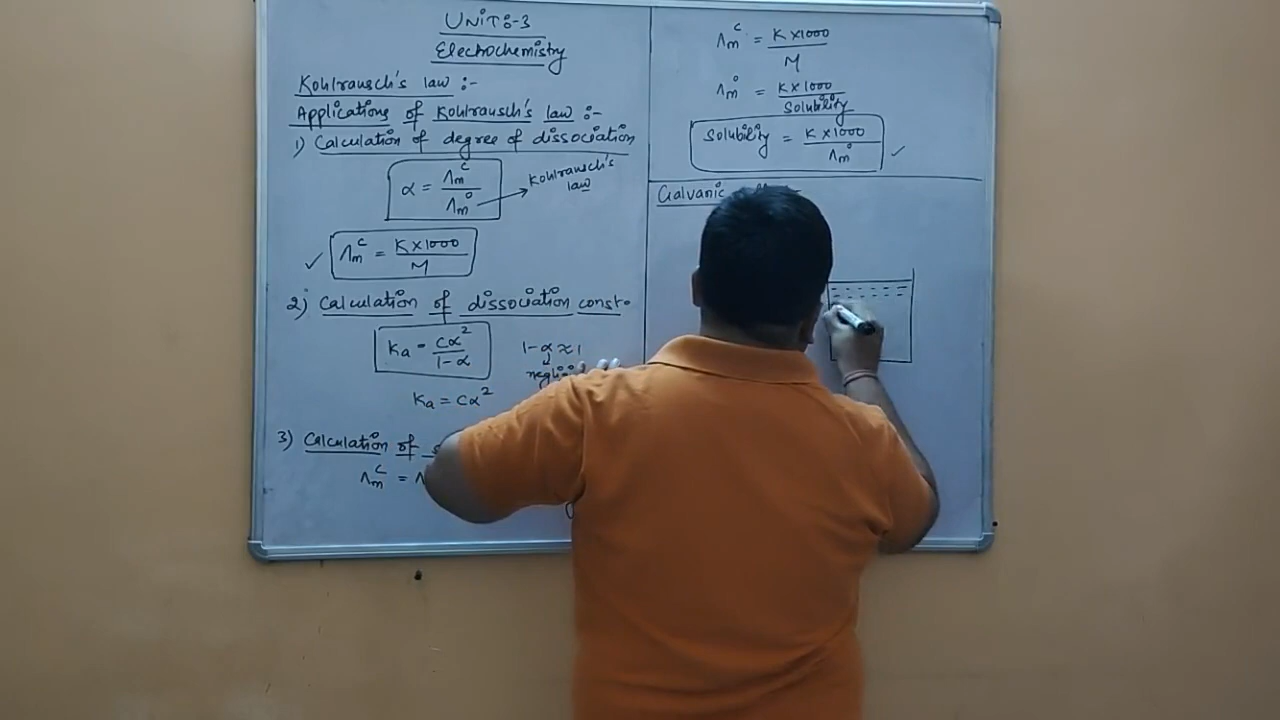 UNIT:-3
Electrochemistry
Kohlrausch's law :-
Applications of Kohlrausch's law :-
1) Calculation of degree of dissociation
α = Λm^c / Λm^o → Kohlrausch's law
Λm^c = K×1000 / M
2) Calculation of dissociation const.
Ka = Cα² / 1-α
1-α ≈ 1
Ka = Cα²
3) Calculation of
Λm^c =
Λm^c = K×1000 / M
Λm^o = K×1000 / Solubility
Solubility = K×1000 / Λm^o
Galvanic